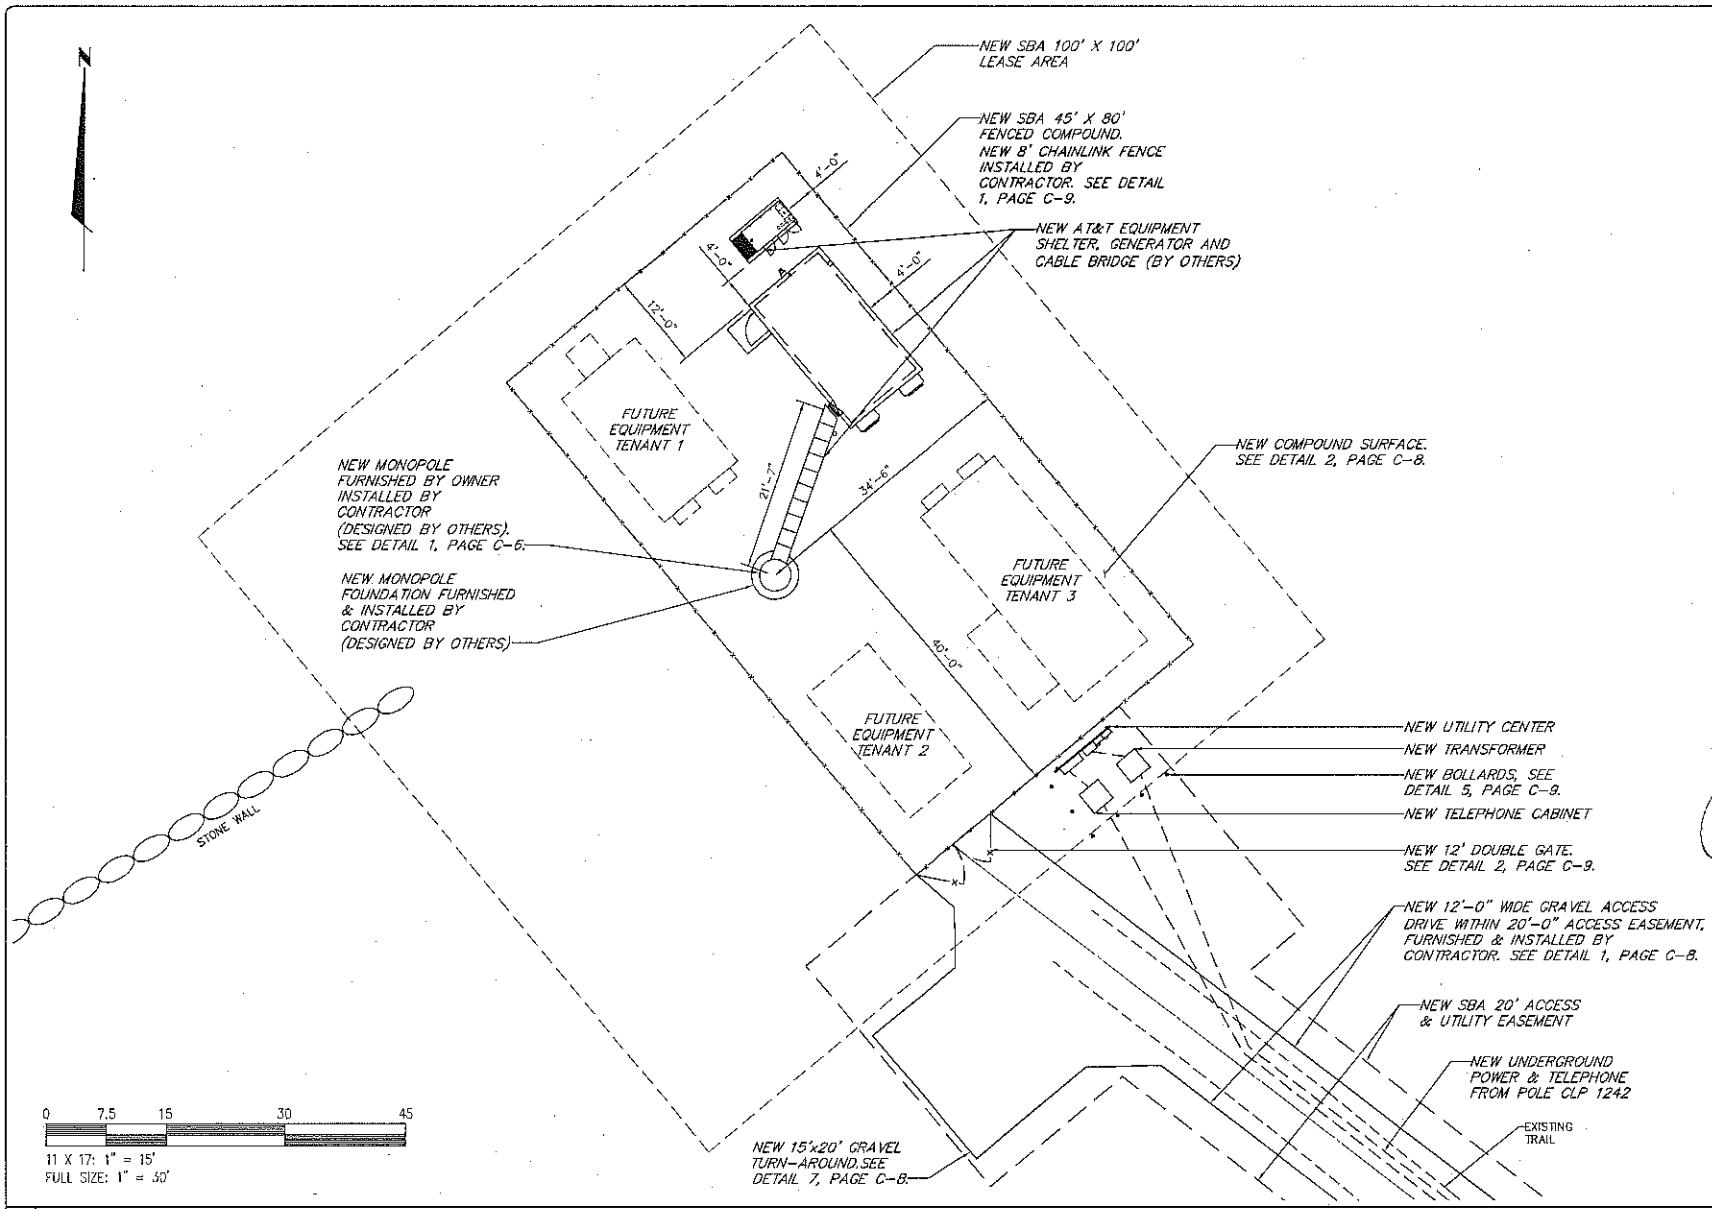 N
NEW SBA 100' X 100'
LEASE AREA
NEW SBA 45' X 80'
FENCED COMPOUND.
NEW 8' CHAINLINK FENCE
INSTALLED BY
CONTRACTOR. SEE DETAIL
1, PAGE C-9.
NEW AT&T EQUIPMENT
SHELTER, GENERATOR AND
CABLE BRIDGE (BY OTHERS)
4'-0"
4'-0"
4'-0"
12'-0"
FUTURE
EQUIPMENT
TENANT 1
21'-7"
34'-6"
NEW COMPOUND SURFACE.
SEE DETAIL 2, PAGE C-8.
NEW MONOPOLE
FURNISHED BY OWNER
INSTALLED BY
CONTRACTOR
(DESIGNED BY OTHERS).
SEE DETAIL 1, PAGE C-6.
NEW MONOPOLE
FOUNDATION FURNISHED
& INSTALLED BY
CONTRACTOR
(DESIGNED BY OTHERS)
FUTURE
EQUIPMENT
TENANT 3
40'-0"
FUTURE
EQUIPMENT
TENANT 2
STONE WALL
NEW UTILITY CENTER
NEW TRANSFORMER
NEW BOLLARDS, SEE
DETAIL 5, PAGE C-9.
NEW TELEPHONE CABINET
NEW 12' DOUBLE GATE.
SEE DETAIL 2, PAGE C-9.
NEW 12'-0" WIDE GRAVEL ACCESS
DRIVE WITHIN 20'-0" ACCESS EASEMENT,
FURNISHED & INSTALLED BY
CONTRACTOR. SEE DETAIL 1, PAGE C-8.
NEW SBA 20' ACCESS
& UTILITY EASEMENT
NEW UNDERGROUND
POWER & TELEPHONE
FROM POLE CLP 1242
EXISTING
TRAIL
NEW 15'x20' GRAVEL
TURN-AROUND.SEE
DETAIL 7, PAGE C-8.
0 7.5 15 30 45
11 X 17: 1" = 15'
FULL SIZE: 1" = 30'